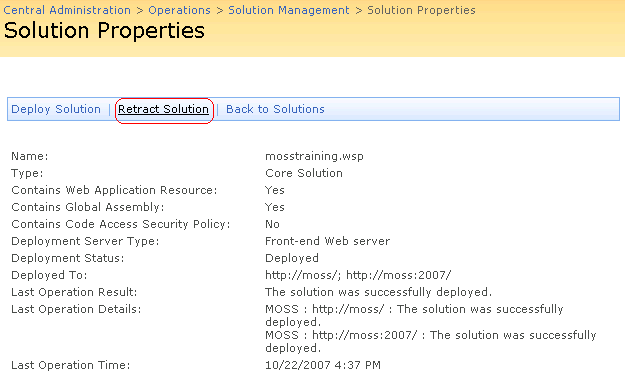 Central Administration > Operations > Solution Management > Solution Properties
Solution Properties
Deploy Solution | Retract Solution | Back to Solutions
Name: mosstraining.wsp
Type: Core Solution
Contains Web Application Resource: Yes
Contains Global Assembly: Yes
Contains Code Access Security Policy: No
Deployment Server Type: Front-end Web server
Deployment Status: Deployed
Deployed To: http://moss/; http://moss:2007/
Last Operation Result: The solution was successfully deployed.
Last Operation Details: MOSS : http://moss/ : The solution was successfully
deployed.
MOSS : http://moss:2007/ : The solution was successfully
deployed.
Last Operation Time: 10/22/2007 4:37 PM